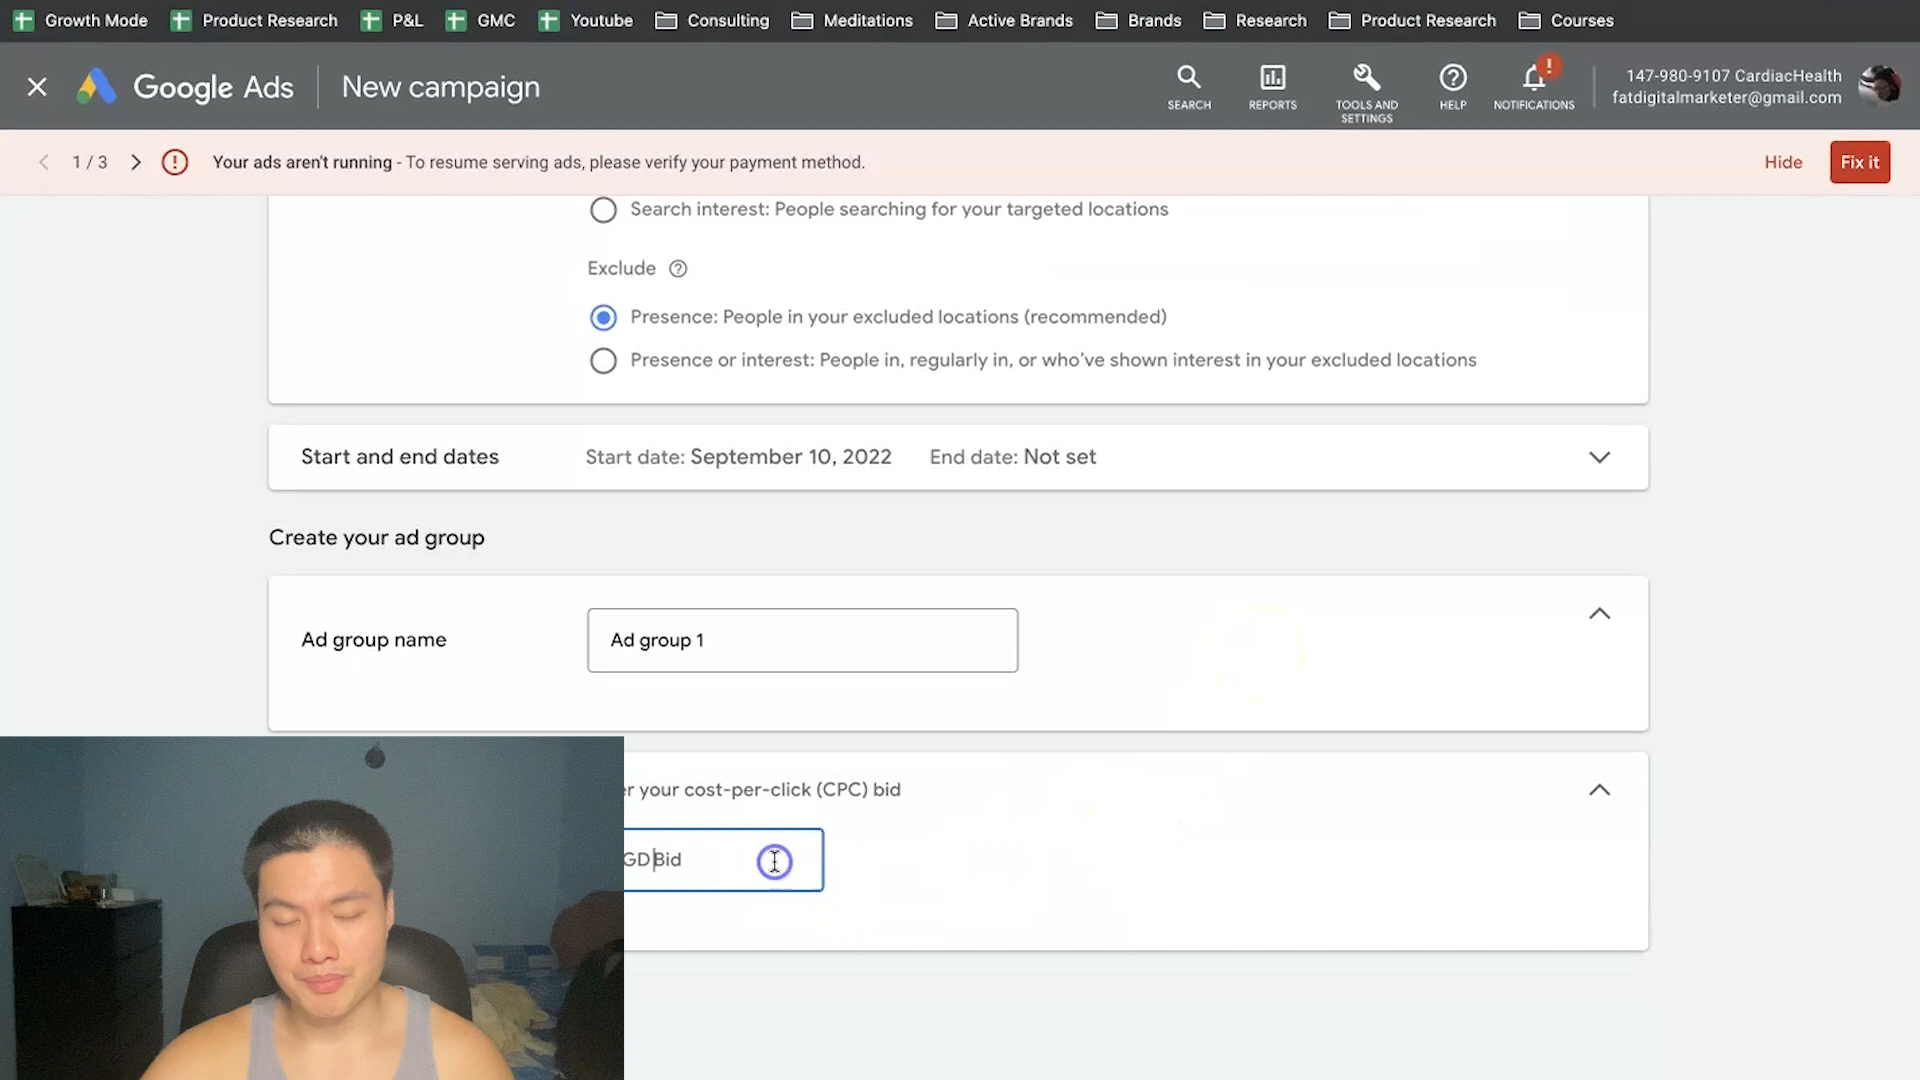 Growth Mode Product Research P&L GMC Youtube Consulting Meditations Active Brands Brands Research Product Research Courses
Google Ads New campaign
SEARCH REPORTS TOOLS AND SETTINGS HELP NOTIFICATIONS
147-980-9107 CardiacHealth
fatdigitalmarketer@gmail.com
1 / 3 Your ads aren't running - To resume serving ads, please verify your payment method. Hide Fix it
Search interest: People searching for your targeted locations
Exclude
Presence: People in your excluded locations (recommended)
Presence or interest: People in, regularly in, or who've shown interest in your excluded locations
Start and end dates Start date: September 10, 2022 End date: Not set
Create your ad group
Ad group name Ad group 1
er your cost-per-click (CPC) bid
GD Bid